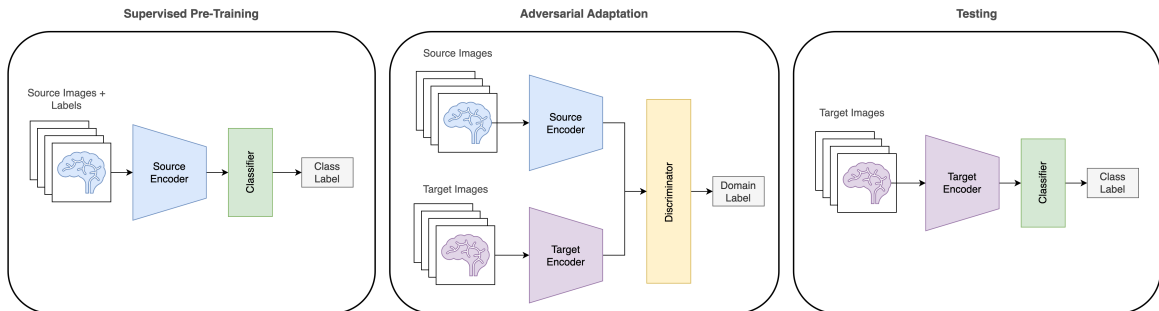 Supervised Pre-Training
Source Images +
Labels
Source
Encoder
Classifier
Class
Label
Adversarial Adaptation
Source Images
Source
Encoder
Target Images
Target
Encoder
Discriminator
Domain
Label
Testing
Target Images
Target
Encoder
Classifier
Class
Label